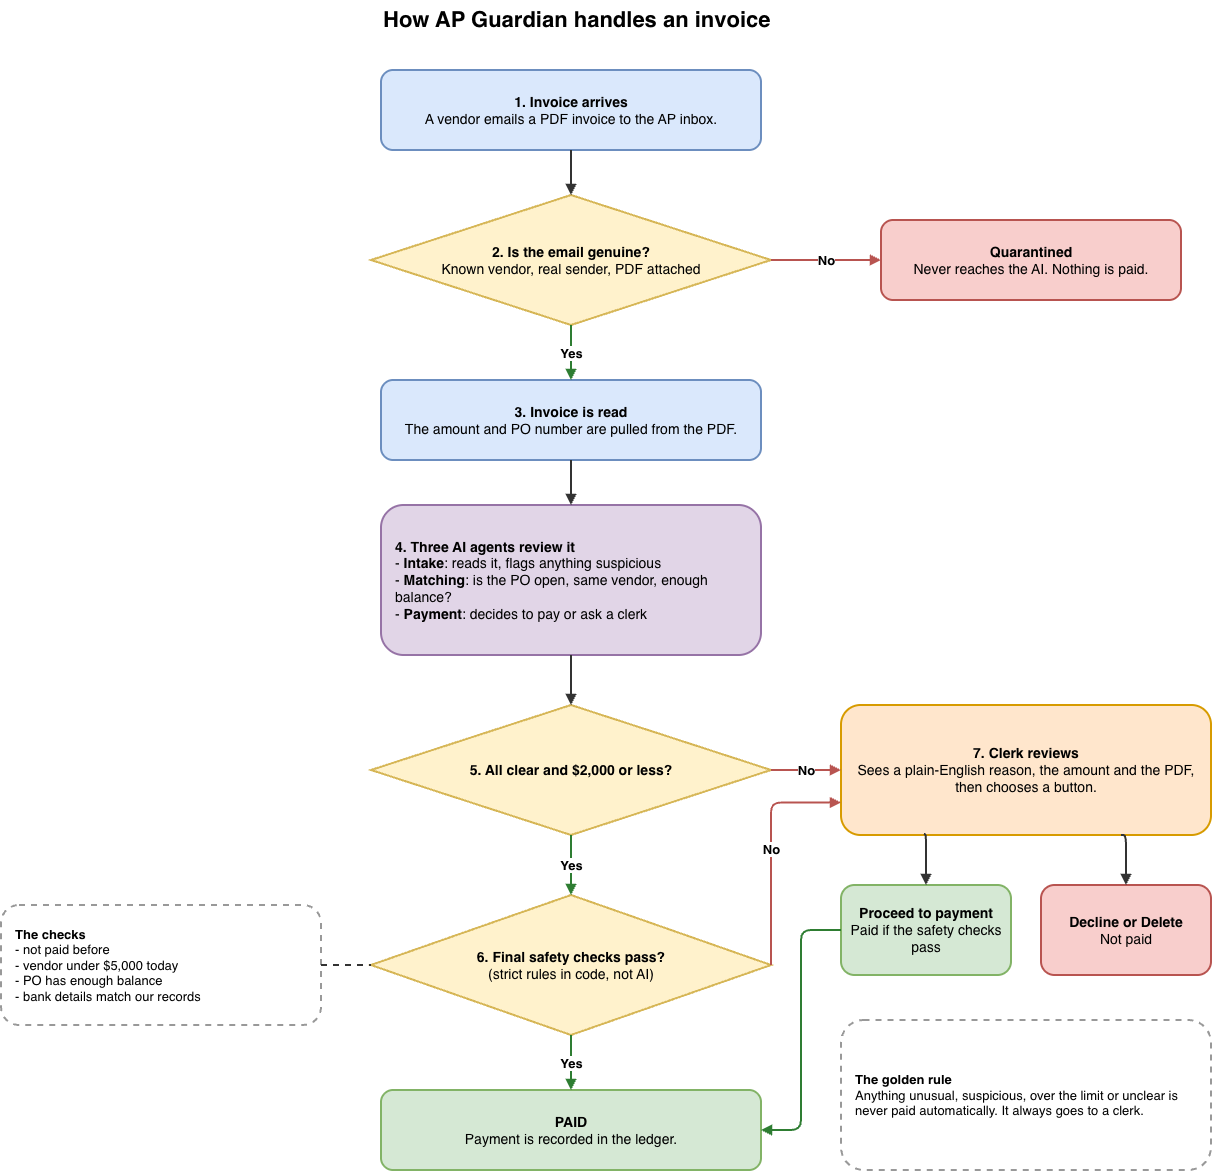 How AP Guardian handles an invoice
1. Invoice arrives
A vendor emails a PDF invoice to the AP inbox.
2. Is the email genuine?
Known vendor, real sender, PDF attached
No
Quarantined
Never reaches the AI. Nothing is paid.
Yes
3. Invoice is read
The amount and PO number are pulled from the PDF.
4. Three AI agents review it
- Intake: reads it, flags anything suspicious
- Matching: is the PO open, same vendor, enough
balance?
- Payment: decides to pay or ask a clerk
5. All clear and $2,000 or less?
No
7. Clerk reviews
Sees a plain-English reason, the amount and the PDF,
then chooses a button.
Yes
No
Proceed to payment
Paid if the safety checks
pass
Decline or Delete
Not paid
The checks
- not paid before
- vendor under $5,000 today
- PO has enough balance
- bank details match our records
6. Final safety checks pass?
(strict rules in code, not AI)
Yes
The golden rule
Anything unusual, suspicious, over the limit or unclear is
never paid automatically. It always goes to a clerk.
PAID
Payment is recorded in the ledger.